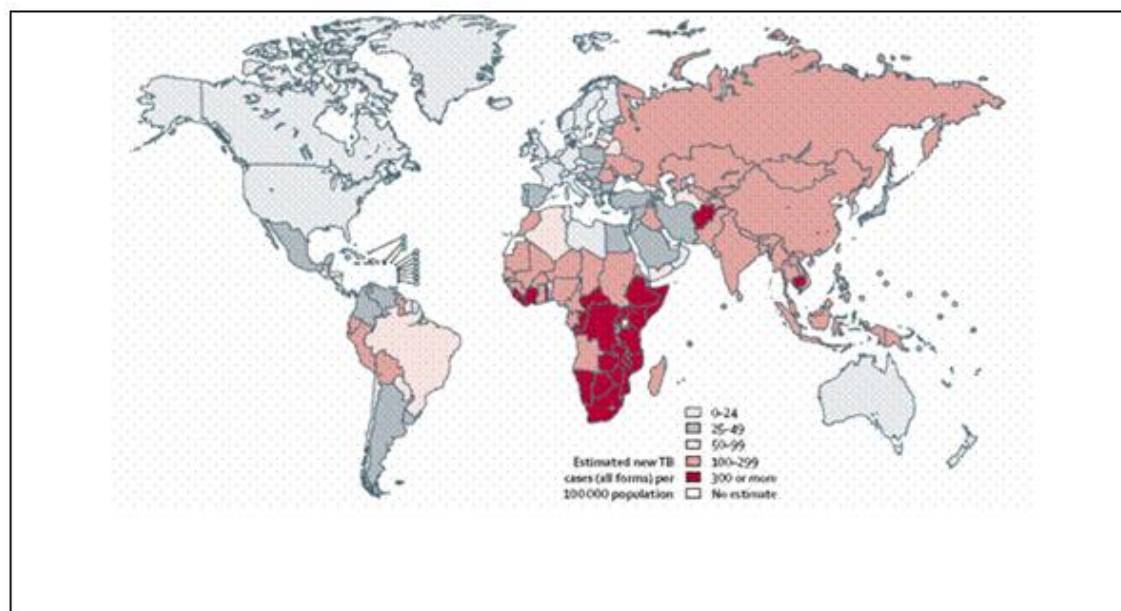 0–24
25–49
50–99
Estimated new TB 100–299
cases (all forms) per 300 or more
100 000 population No estimate